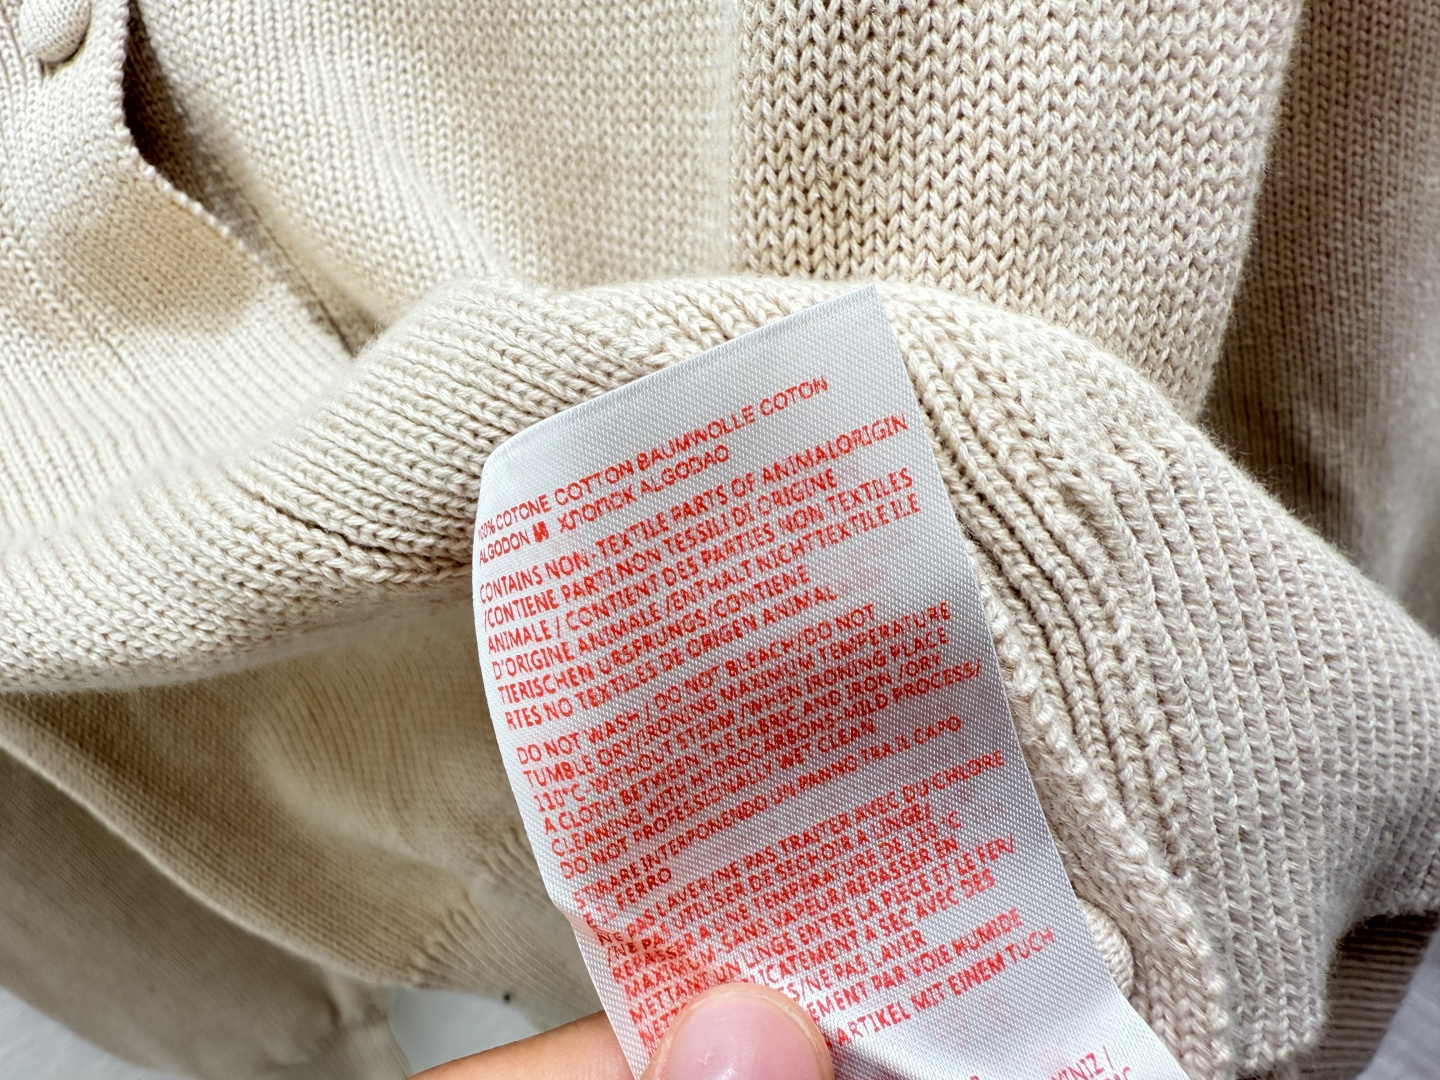 100% COTONE COTTON BAUMWOLLE COTON
ALGODON 棉 ХЛОПОК ALGODAO
CONTAINS NON-TEXTILE PARTS OF ANIMALORIGIN
/CONTIENE PARTI NON TESSILI DI ORIGINE
ANIMALE / CONTIENT DES PARTIES NON TEXTILES
D'ORIGINE ANIMALE /ENTHALT NICHTTEXTILE ILE
TIERISCHEN URSFRUNGS/CONTIENE
RTES NO TEXTILES DE ORIGEN ANIMAL
DO NOT WASH / DO NOT BLEACH/DO NOT
TUMBLE DRY/IRONING MAXIMUM TEMPERATURE
110°C-WITHOUT STEAM /WHEN IRONING PLACE
A CLOTH BETWEEN THE FABRIC AND IRON /DRY
CLEANING WITH HYDROCARBONS-MILD PROCESS/
DO NOT PROFESSIONALLY WET CLEAN
STIRARE INTERPONENDO UN PANNO TRA IL CAPO
E IL FERRO
NE PAS LAVER/NE PAS TRAITER AVEC DU CHLORE
/NE PAS UTILISER DE SECHOIR A LINGE/
REPASSER A UNE TEMPERATURE DE 110 °C
MAXIMUM SANS VAPEUR/REPASSER EN
METTANT UN LINGE ENTRE LA PIECE ET LE FER/
NETT DELICATEMENT A SEC AVEC DES
S/NE PAS LAVER
EMENT PAR VOIE HUMIDE
ARTIKEL MIT EINEM TUCH